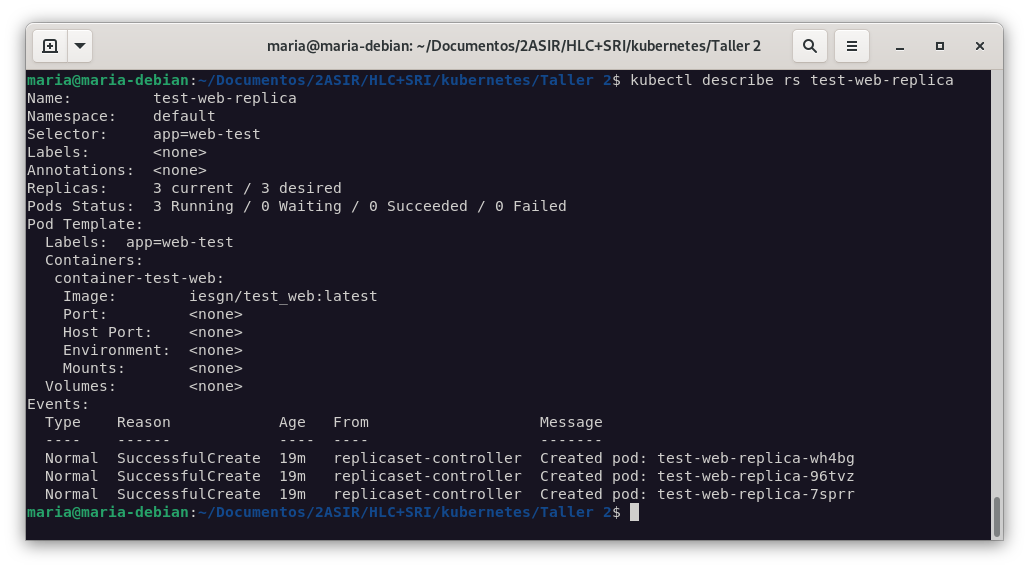 maria@maria-debian: ~/Documentos/2ASIR/HLC+SRI/kubernetes/Taller 2
maria@maria-debian:~/Documentos/2ASIR/HLC+SRI/kubernetes/Taller 2$ kubectl describe rs test-web-replica
Name:         test-web-replica
Namespace:    default
Selector:     app=web-test
Labels:       <none>
Annotations:  <none>
Replicas:     3 current / 3 desired
Pods Status:  3 Running / 0 Waiting / 0 Succeeded / 0 Failed
Pod Template:
  Labels:  app=web-test
  Containers:
   container-test-web:
    Image:        iesgn/test_web:latest
    Port:         <none>
    Host Port:    <none>
    Environment:  <none>
    Mounts:       <none>
  Volumes:        <none>
Events:
  Type    Reason            Age   From                   Message
  ----    ------            ----  ----                   -------
  Normal  SuccessfulCreate  19m   replicaset-controller  Created pod: test-web-replica-wh4bg
  Normal  SuccessfulCreate  19m   replicaset-controller  Created pod: test-web-replica-96tvz
  Normal  SuccessfulCreate  19m   replicaset-controller  Created pod: test-web-replica-7sprr
maria@maria-debian:~/Documentos/2ASIR/HLC+SRI/kubernetes/Taller 2$